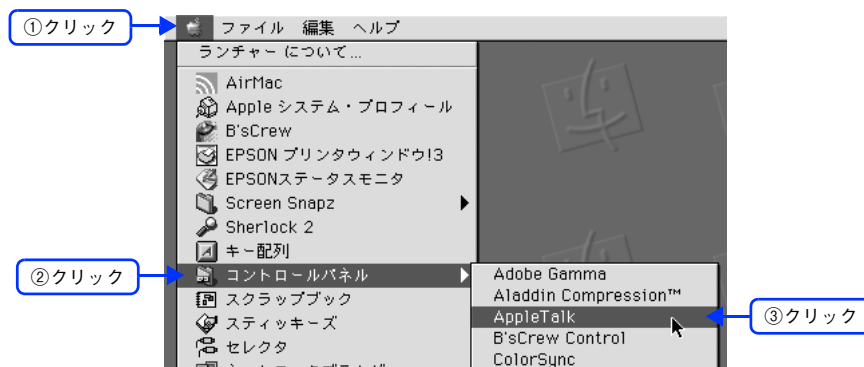 ①クリック
ファイル 編集 ヘルプ
ランチャー について...
AirMac
Apple システム・プロフィール
B'sCrew
EPSON プリンタウィンドウ!3
EPSONステータスモニタ
Screen Snapz
Sherlock 2
キー配列
②クリック
コントロールパネル
スクラップブック
スティッキーズ
セレクタ
Adobe Gamma
Aladdin Compression™
AppleTalk
③クリック
B'sCrew Control
ColorSync